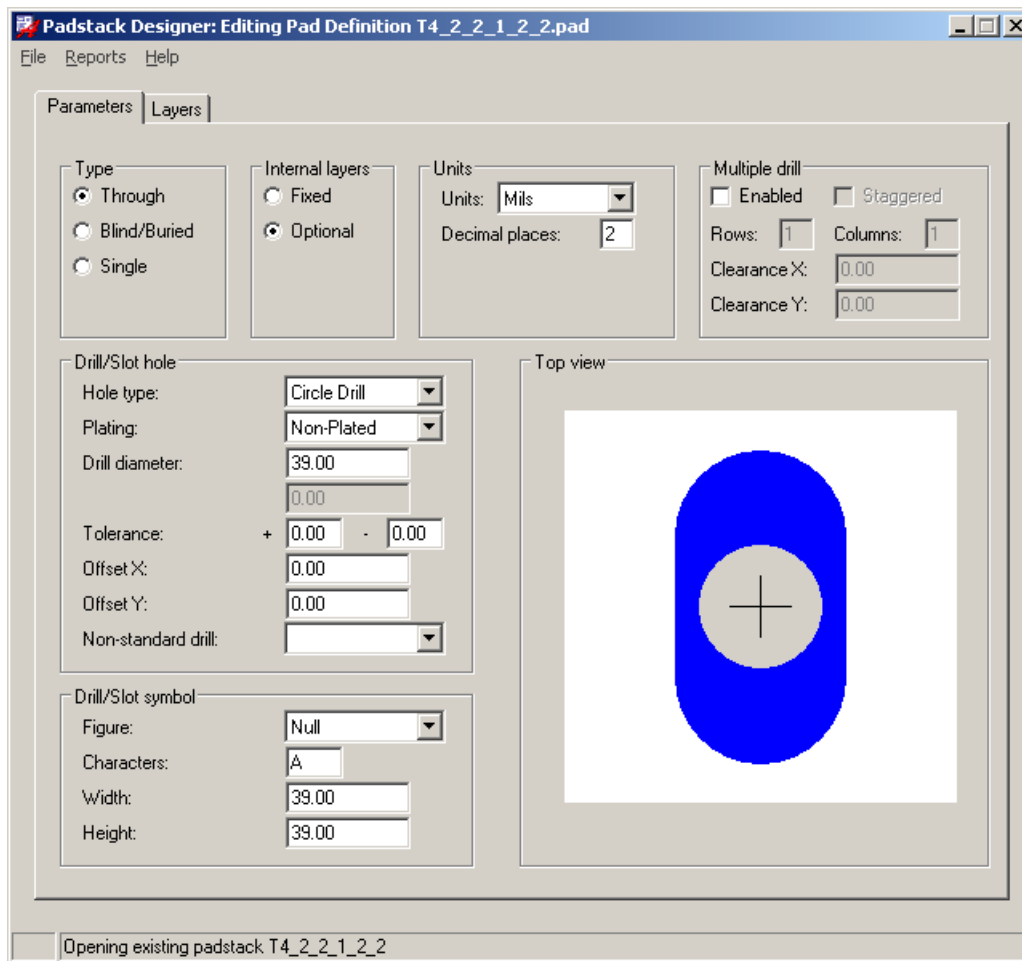 Padstack Designer: Editing Pad Definition T4_2_2_1_2_2.pad
File Reports Help
Parameters Layers
Type
Through
Blind/Buried
Single
Internal layers
Fixed
Optional
Units
Units: Mils
Decimal places: 2
Multiple drill
Enabled Staggered
Rows: 1 Columns: 1
Clearance X: 0.00
Clearance Y: 0.00
Drill/Slot hole
Hole type: Circle Drill
Plating: Non-Plated
Drill diameter: 39.00
0.00
Tolerance: + 0.00 - 0.00
Offset X: 0.00
Offset Y: 0.00
Non-standard drill:
Drill/Slot symbol
Figure: Null
Characters: A
Width: 39.00
Height: 39.00
Top view
Opening existing padstack T4_2_2_1_2_2